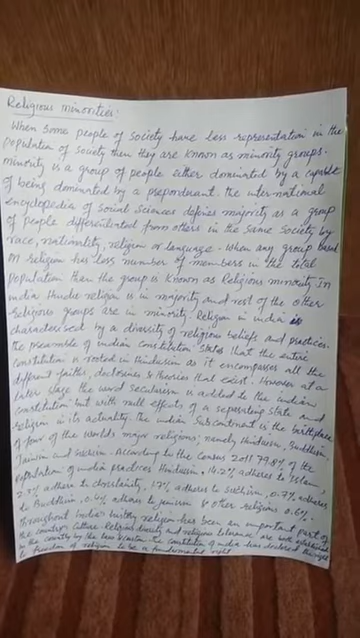 Religious minorities:
When some people of society have less representation in the
population of society then they are known as minority groups.
minority is a group of people either dominated by a capable
of being dominated by a preponduant. the inter national
encyclopedia of Social Sciences defines majority as a group
of people differentiated from others in the same society by
race, nationality, religion or language. When any group based
on religion has less number of members in the total
population then the group is known as Religious minority. In
india Hindu religion is in majority and rest of the other
religious groups are in minority. Religion in india is
characterised by a diversity of religious beliefs and practices.
the preamble of indian constitution states that the entire
constitution is rooted in Hinduism as it encompasses all the
different faiths, doctrines & theories that exist. However at a
later stage the word secularism is added to the indian
constitution but with null effects of a seperating state and
religion in its actuality. the indian Subcontinent is the birthplace
of four of the worlds major religions; namely Hinduism, Buddhism,
Jainism and Sikhism. According to the Census 2011 79.8% of the
population of india practices Hinduism, 14.2% adheres to Islam,
2.3% adhere to christianity, 1.7% adheres to Sikhism, 0.7% adheres
to Buddhism, 0.4% adheres to jainism & other religions 0.6%.
throughout India's history religion has been an important part of
the country's culture. Religious diversity and religious tolerance are both established
in the country by the law & custom. the constitution of india has declared the right
to freedom of religion to be a fundamental right.